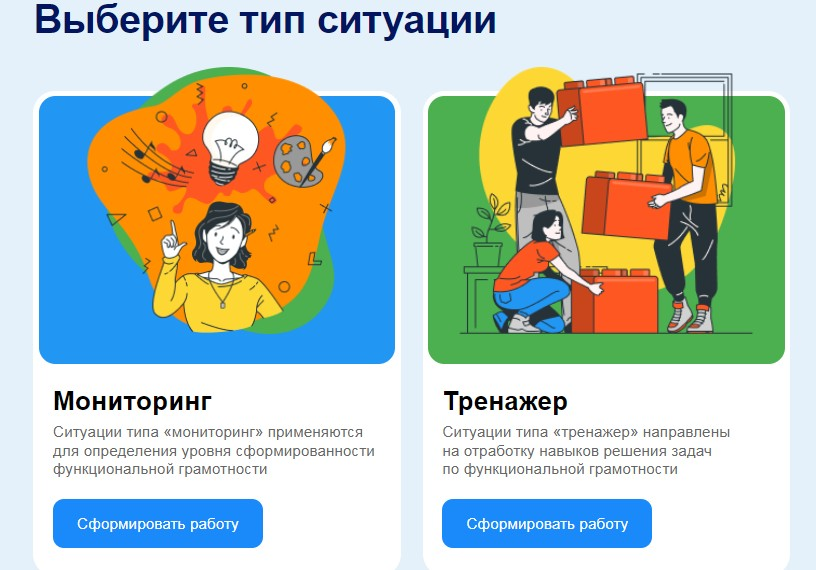 Выберите тип ситуации
Мониторинг
Ситуации типа «мониторинг» применяются
для определения уровня сформированности
функциональной грамотности
Сформировать работу
Тренажер
Ситуации типа «тренажер» направлены
на отработку навыков решения задач
по функциональной грамотности
Сформировать работу